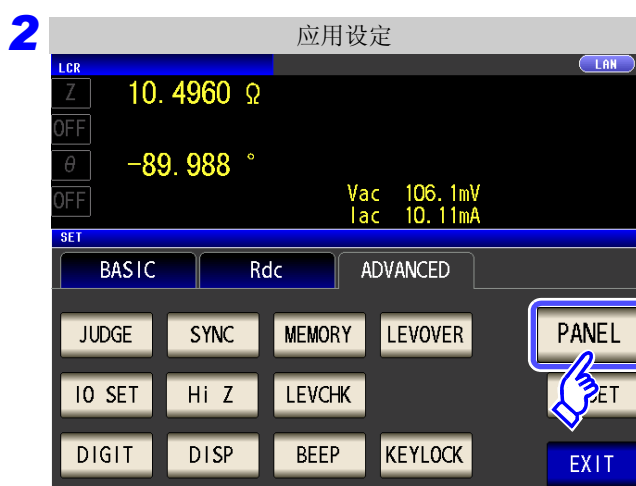 2
应用设定
LCR
LAN
Z 10.4960 Ω
OFF
θ -89.988 °
OFF
Vac 106.1mV
Iac 10.11mA
SET
BASIC Rdc ADVANCED
JUDGE SYNC MEMORY LEVOVER PANEL
IO SET Hi Z LEVCHK
DIGIT DISP BEEP KEYLOCK EXIT